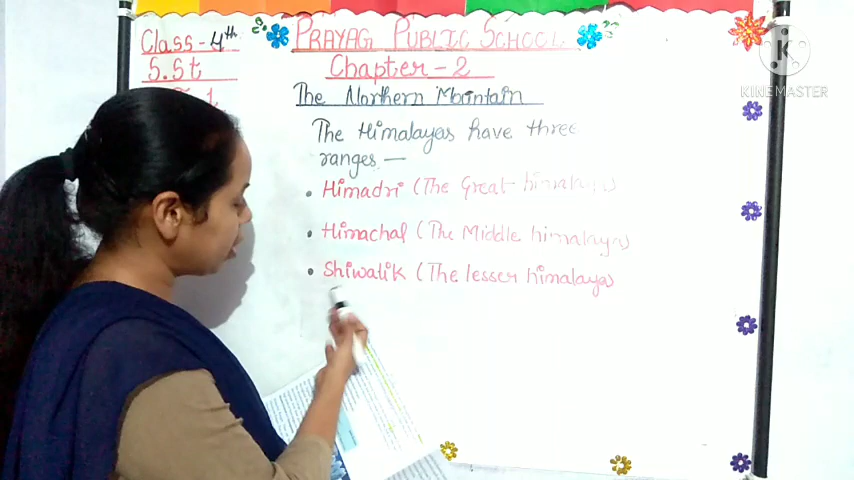 PRAYAG PUBLIC SCHOOL
Class - 4th
S.St
Chapter - 2
The Northern Mountain
The Himalayas have three
ranges. —
• Himadri (The Great himalayas)
• Himachal (The Middle himalayas)
• Shiwalik (The lesser himalayas
K
KINEMASTER